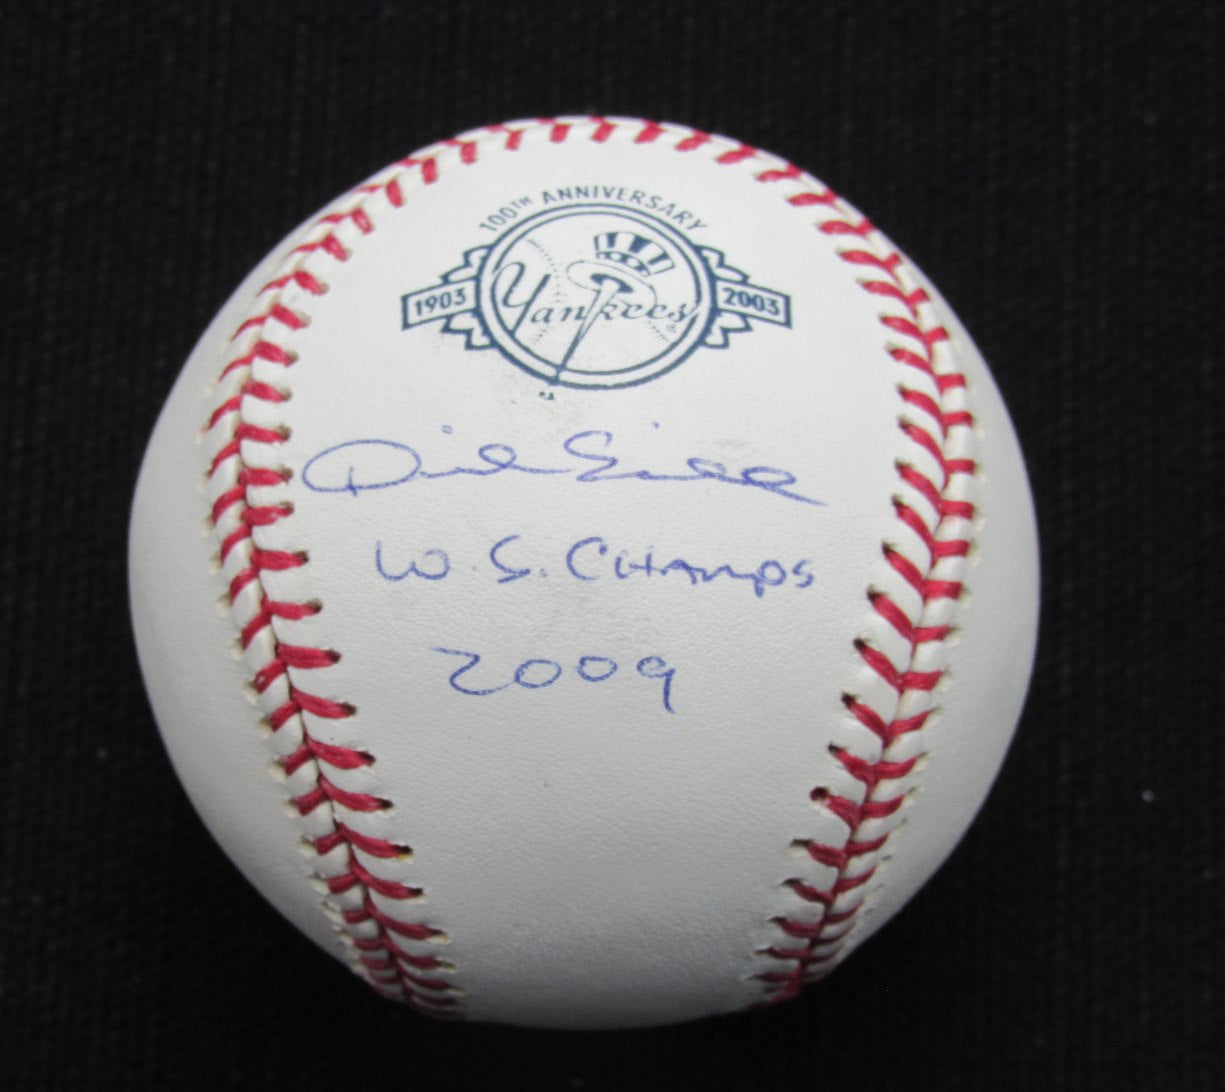 100TH ANNIVERSARY
1903 Yankees 2003
W.S. CHAMPS
2009